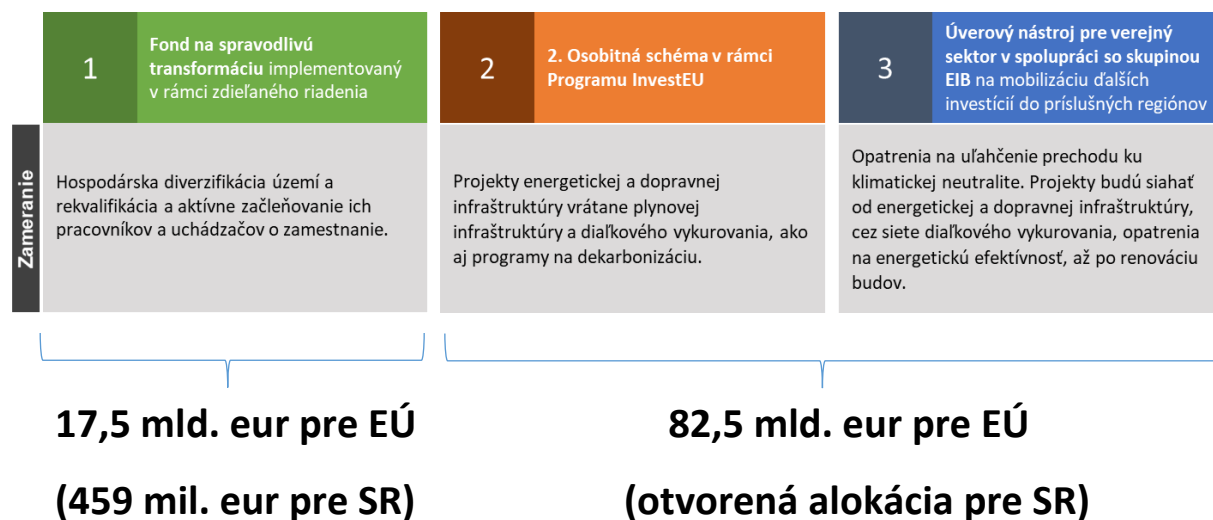 1
Fond na spravodlivú
transformáciu implementovaný
v rámci zdieľaného riadenia
2
2. Osobitná schéma v rámci
Programu InvestEU
3
Úverový nástroj pre verejný
sektor v spolupráci so skupinou
EIB na mobilizáciu ďalších
investícií do príslušných regiónov
Zameranie
Hospodárska diverzifikácia území a
rekvalifikácia a aktívne začleňovanie ich
pracovníkov a uchádzačov o zamestnanie.
Projekty energetickej a dopravnej
infraštruktúry vrátane plynovej
infraštruktúry a diaľkového vykurovania, ako
aj programy na dekarbonizáciu.
Opatrenia na uľahčenie prechodu ku
klimatickej neutralite. Projekty budú siahať
od energetickej a dopravnej infraštruktúry,
cez siete diaľkového vykurovania, opatrenia
na energetickú efektívnosť, až po renováciu
budov.
17,5 mld. eur pre EÚ
(459 mil. eur pre SR)
82,5 mld. eur pre EÚ
(otvorená alokácia pre SR)